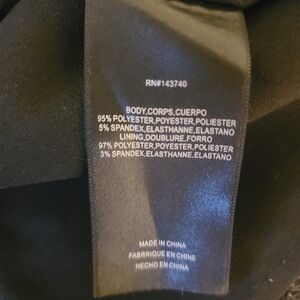 RN#143740
BODY,CORPS,CUERPO
95% POLYESTER,POYESTER,POLIESTER
5% SPANDEX,ELASTHANNE,ELASTANO
LINING,DOUBLURE,FORRO
97% POLYESTER,POYESTER,POLIESTER
3% SPANDEX,ELASTHANNE,ELASTANO
MADE IN CHINA
FABRRIQUE EN CHINE
HECHO EN CHINA